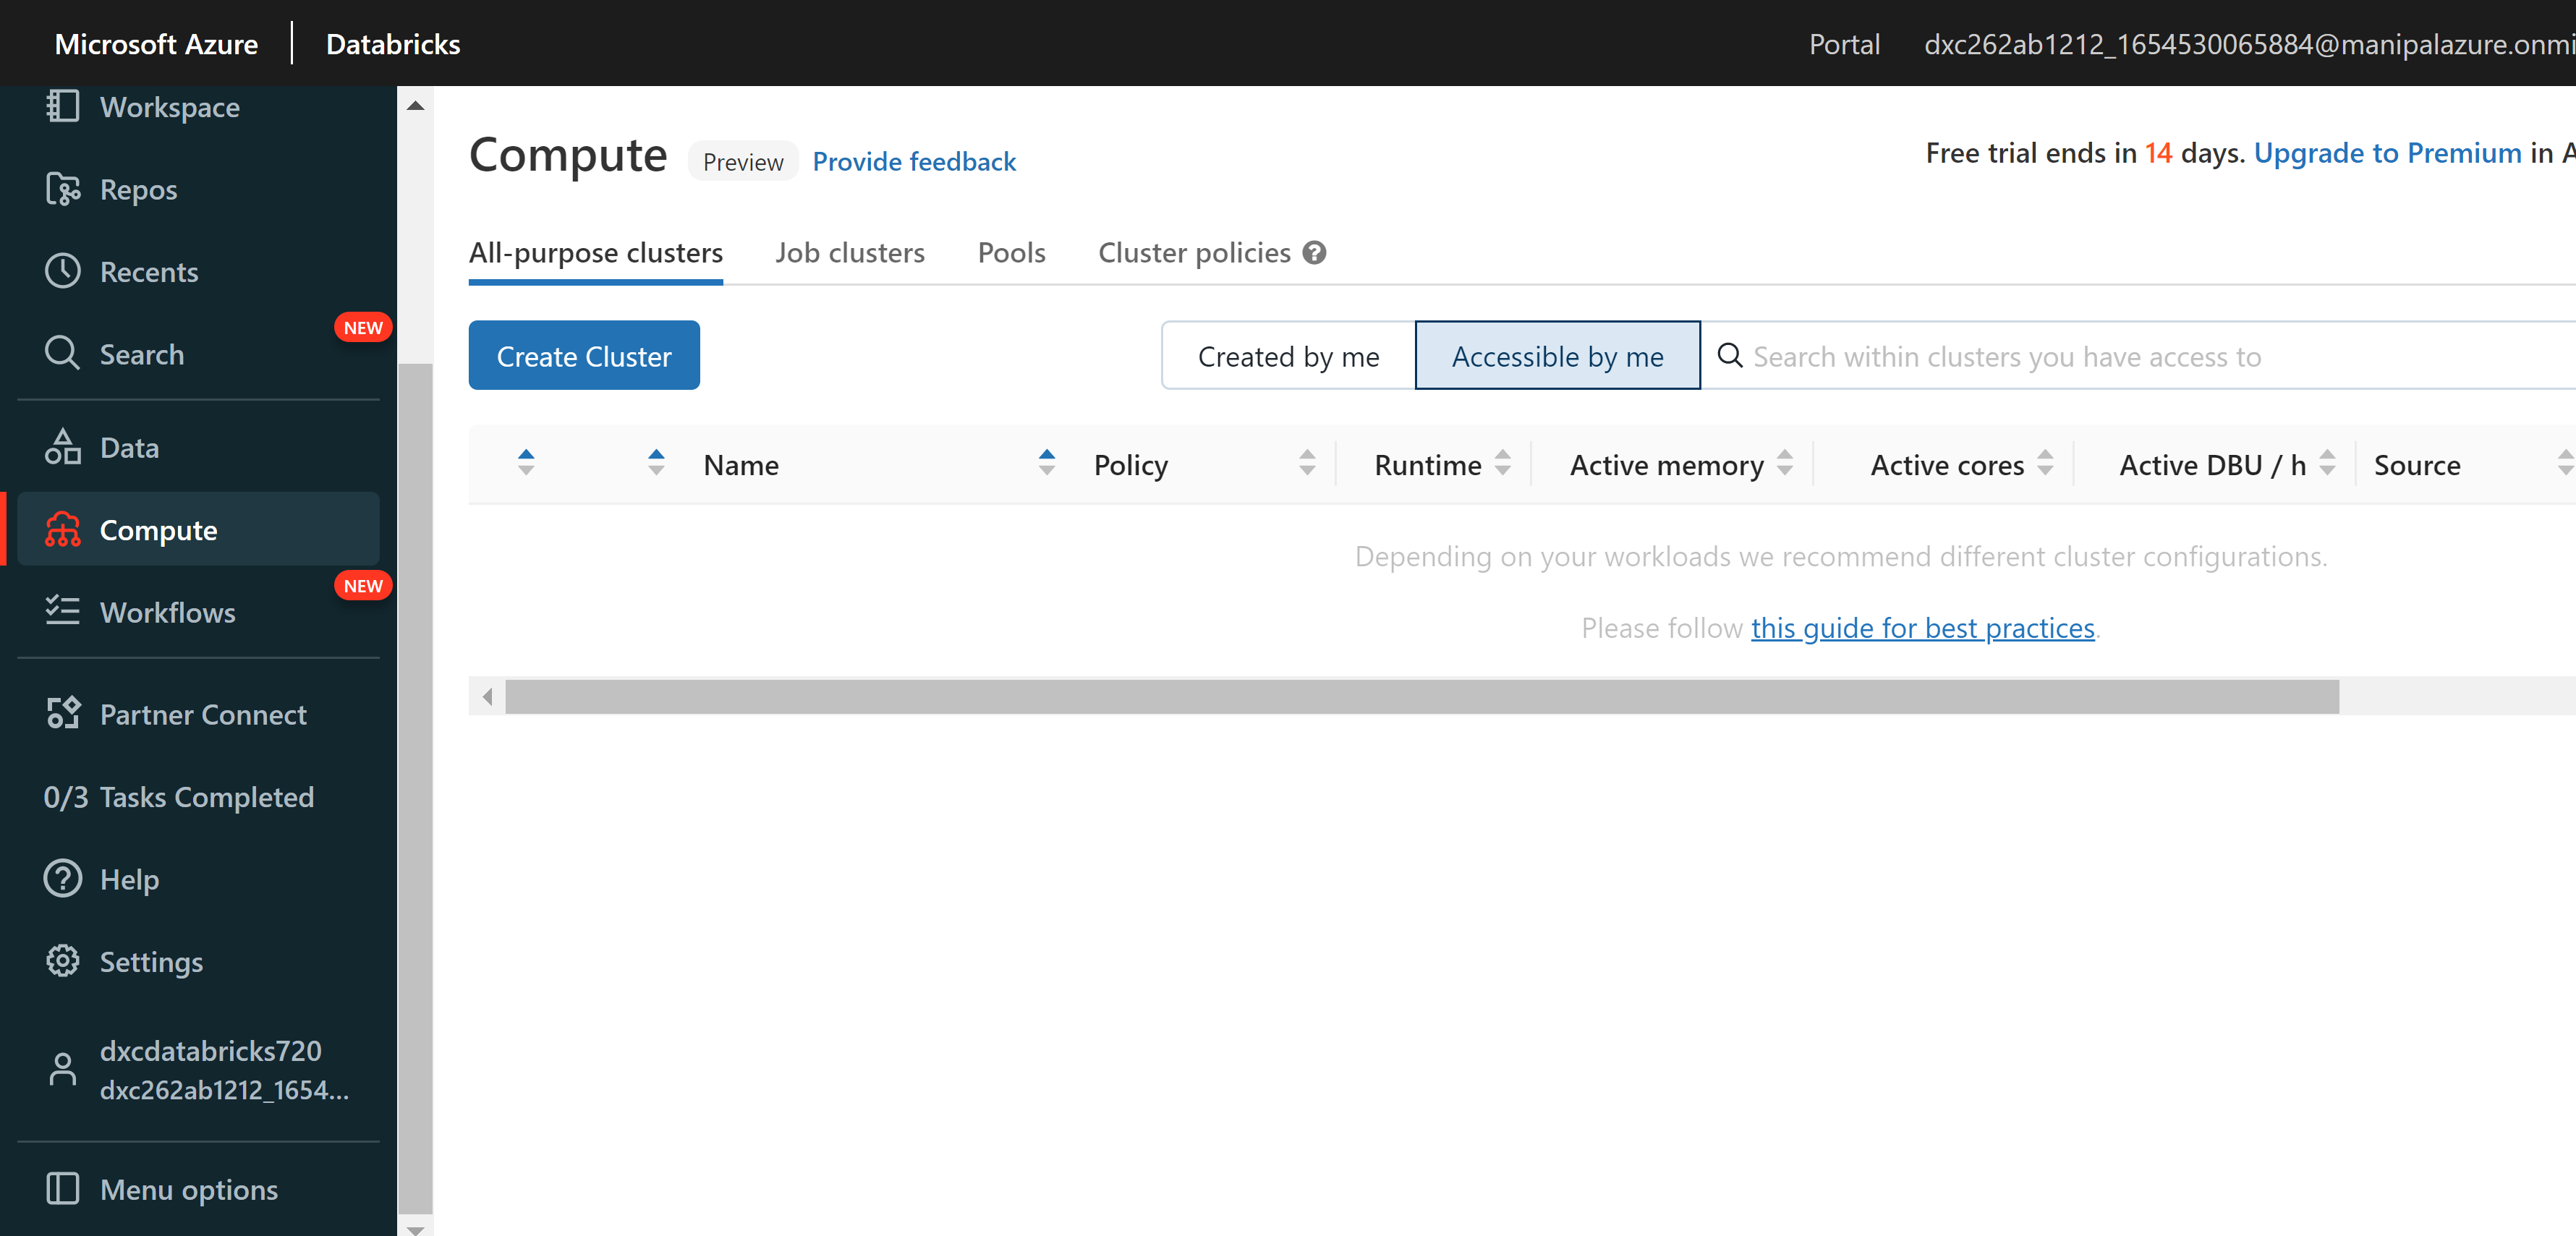 Microsoft Azure | Databricks
Portal
dxc262ab1212_1654530065884@manipalazure.onmi
Workspace
Repos
Recents
NEW
Search
Data
Compute
NEW
Workflows
Partner Connect
0/3 Tasks Completed
Help
Settings
dxcdatabricks720
dxc262ab1212_1654...
Menu options
Compute Preview Provide feedback
Free trial ends in 14 days. Upgrade to Premium in A
All-purpose clusters Job clusters Pools Cluster policies ?
Create Cluster
Created by me Accessible by me Search within clusters you have access to
Name Policy Runtime Active memory Active cores Active DBU / h Source
Depending on your workloads we recommend different cluster configurations.
Please follow this guide for best practices.